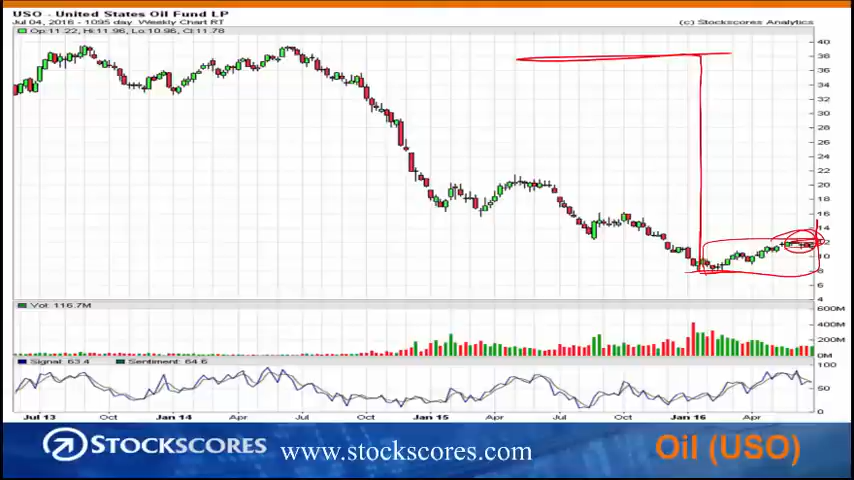 USO - United States Oil Fund LP
Jul 04, 2016 - 1095 day Weekly Chart RT (c) Stockscores Analytics
Op:11.22, Hi:11.96, Lo:10.96, Cl:11.78
40
38
36
34
32
30
28
26
24
22
20
18
16
14
12
10
8
6
4
Vol: 116.7M
600M
400M
200M
0M
Signal: 63.4 Sentiment: 64.6
100
50
0
Jul 13 Oct Jan 14 Apr Jul Oct Jan 15 Apr Jul Oct Jan 16 Apr
STOCKSCORES www.stockscores.com Oil (USO)